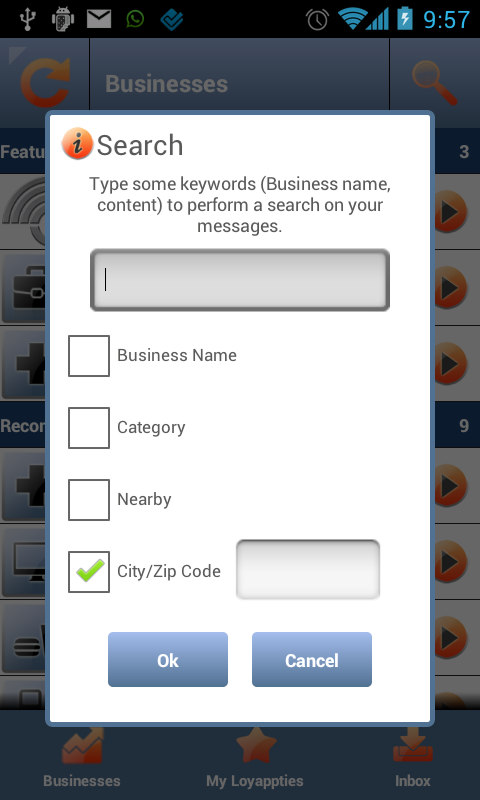 9:57
Businesses
Featu
3
Search
Type some keywords (Business name,
content) to perform a search on your
messages.
Business Name
Category
Recor
9
Nearby
City/Zip Code
Ok
Cancel
Businesses
My Loyappties
Inbox